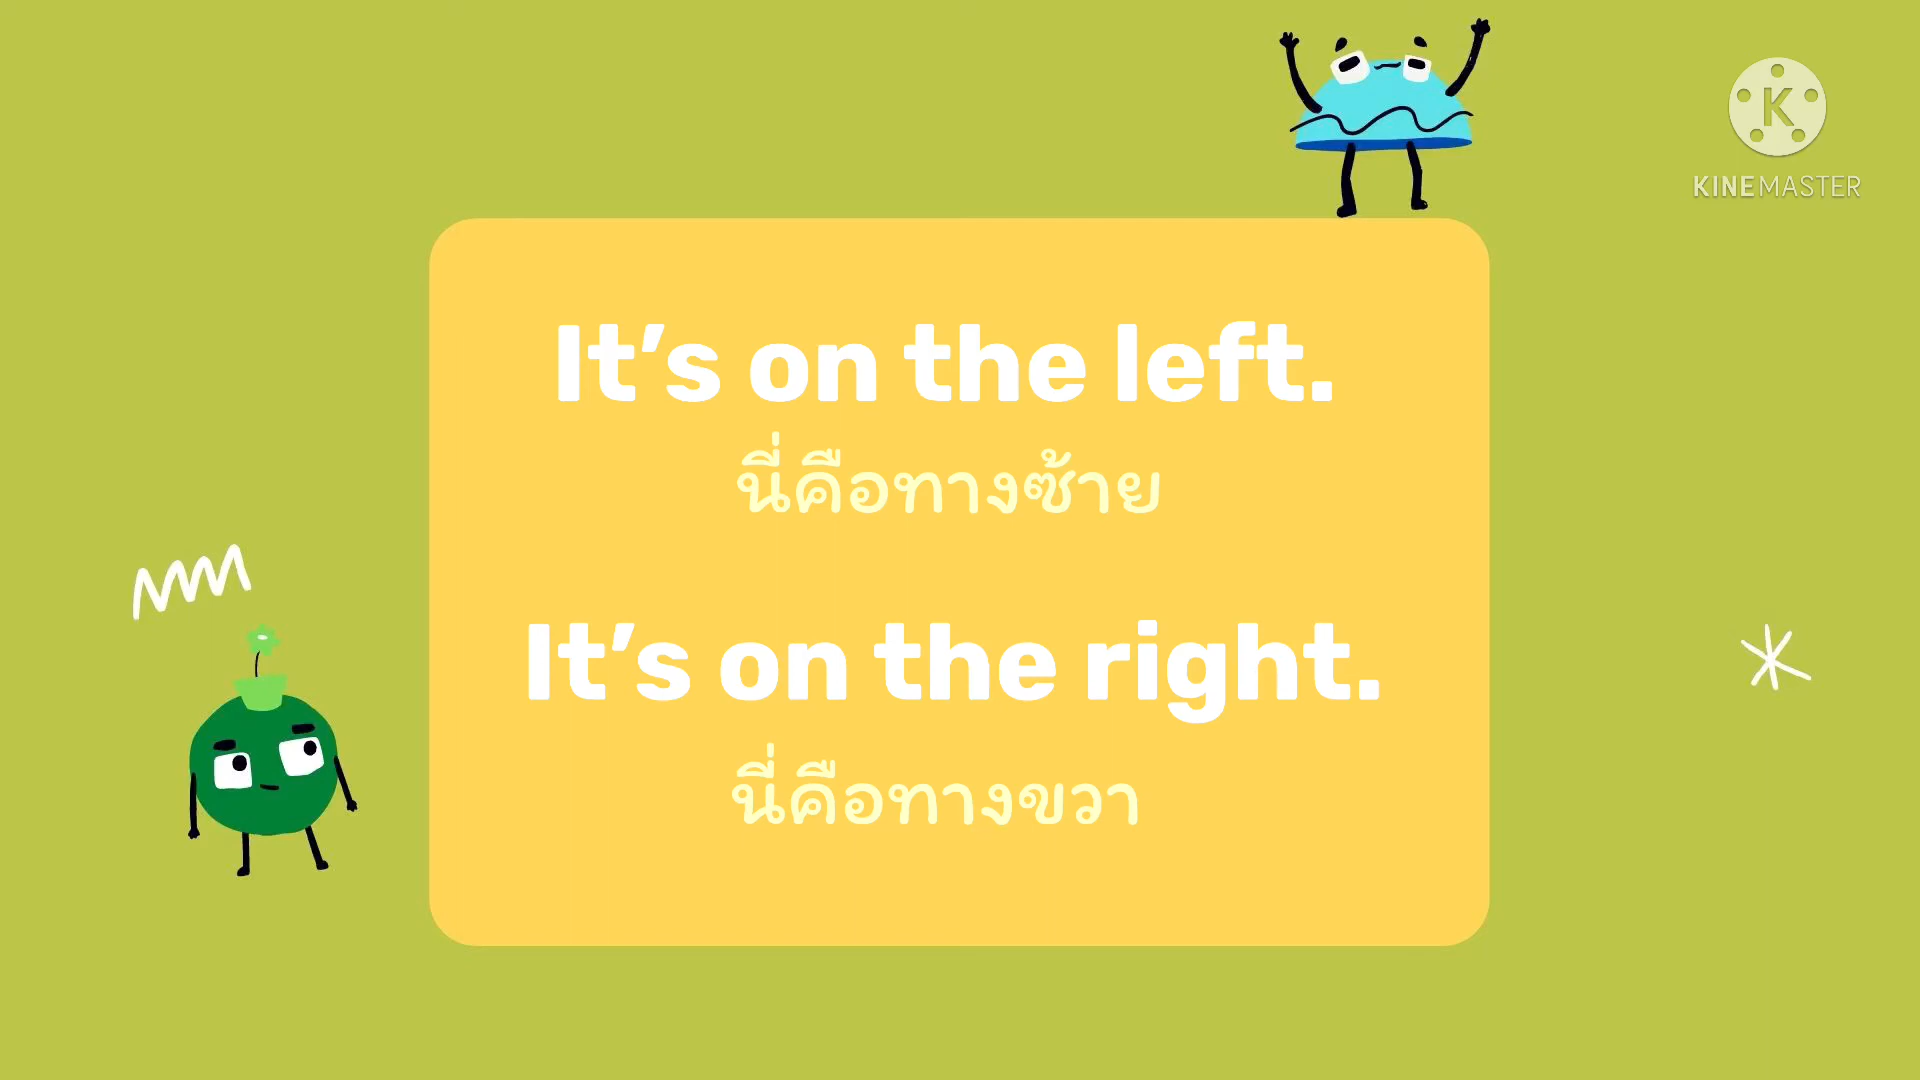 K
KINEMASTER
It's on the left.
นี่คือทางซ้าย
It's on the right.
นี่คือทางขวา